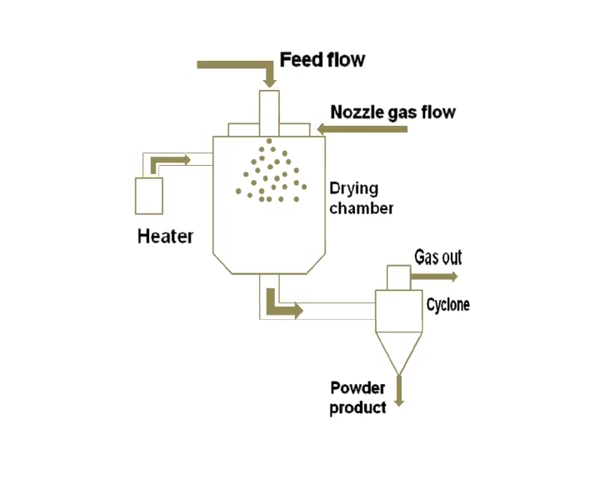 Feed flow
Nozzle gas flow
Drying
chamber
Heater
Gas out
Cyclone
Powder
product